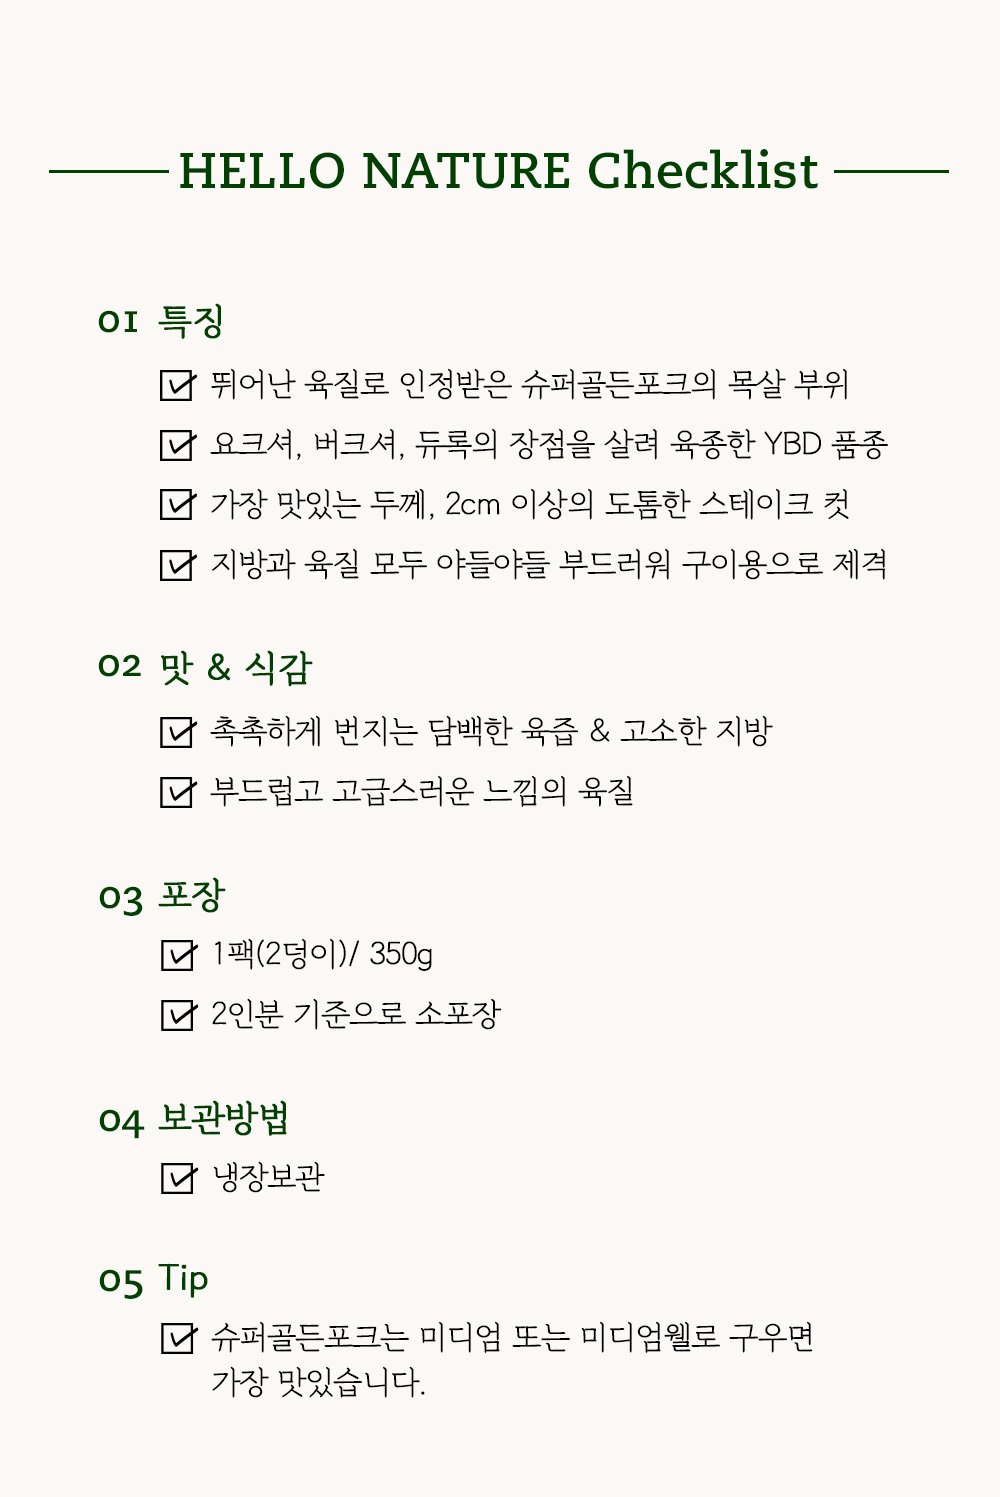 HELLO NATURE Checklist
01 특징
뛰어난 육질로 인정받은 슈퍼골든포크의 목살 부위
요크셔, 버크셔, 듀록의 장점을 살려 육종한 YBD 품종
가장 맛있는 두께, 2cm 이상의 도톰한 스테이크 컷
지방과 육질 모두 야들야들 부드러워 구이용으로 제격
02 맛 & 식감
촉촉하게 번지는 담백한 육즙 & 고소한 지방
부드럽고 고급스러운 느낌의 육질
03 포장
1팩(2덩이)/ 350g
2인분 기준으로 소포장
04 보관방법
냉장보관
05 Tip
슈퍼골든포크는 미디엄 또는 미디엄웰로 구우면
가장 맛있습니다.